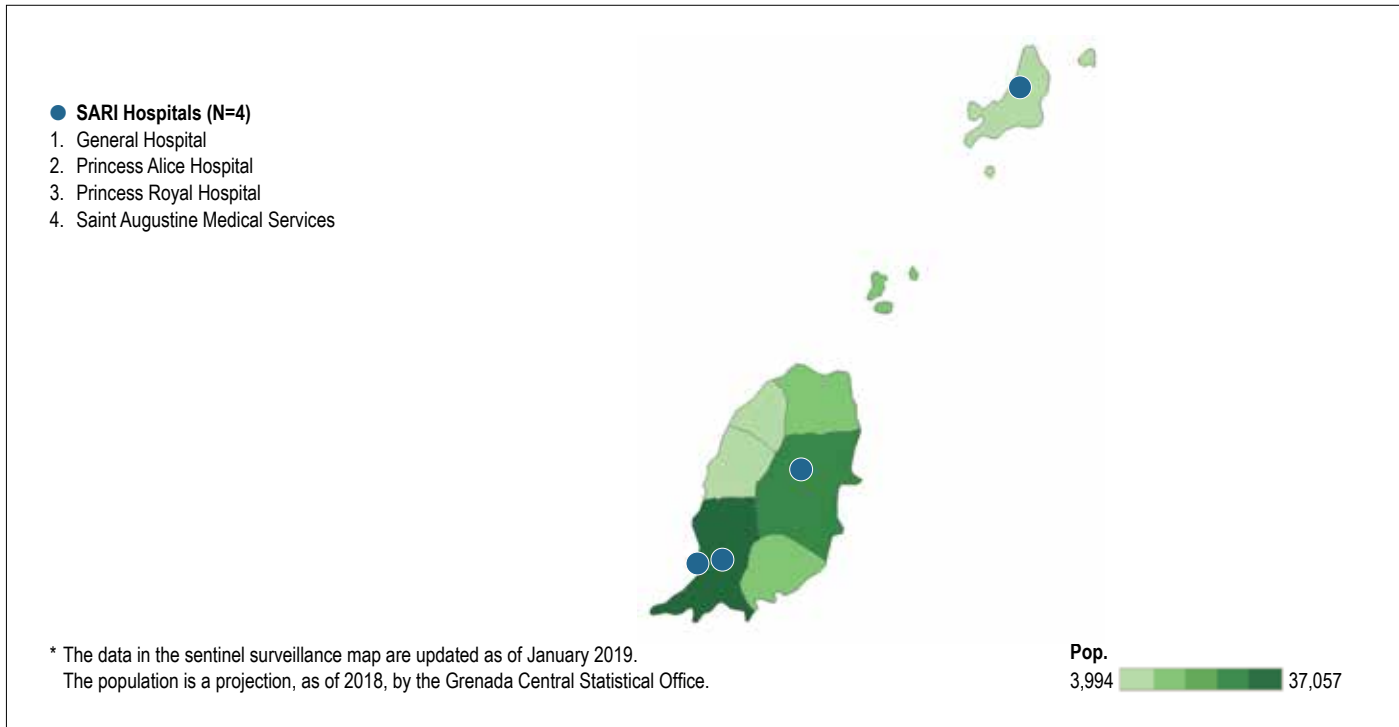 SARI Hospitals (N=4)
1. General Hospital
2. Princess Alice Hospital
3. Princess Royal Hospital
4. Saint Augustine Medical Services
* The data in the sentinel surveillance map are updated as of January 2019.
The population is a projection, as of 2018, by the Grenada Central Statistical Office.
Pop.
3,994 37,057